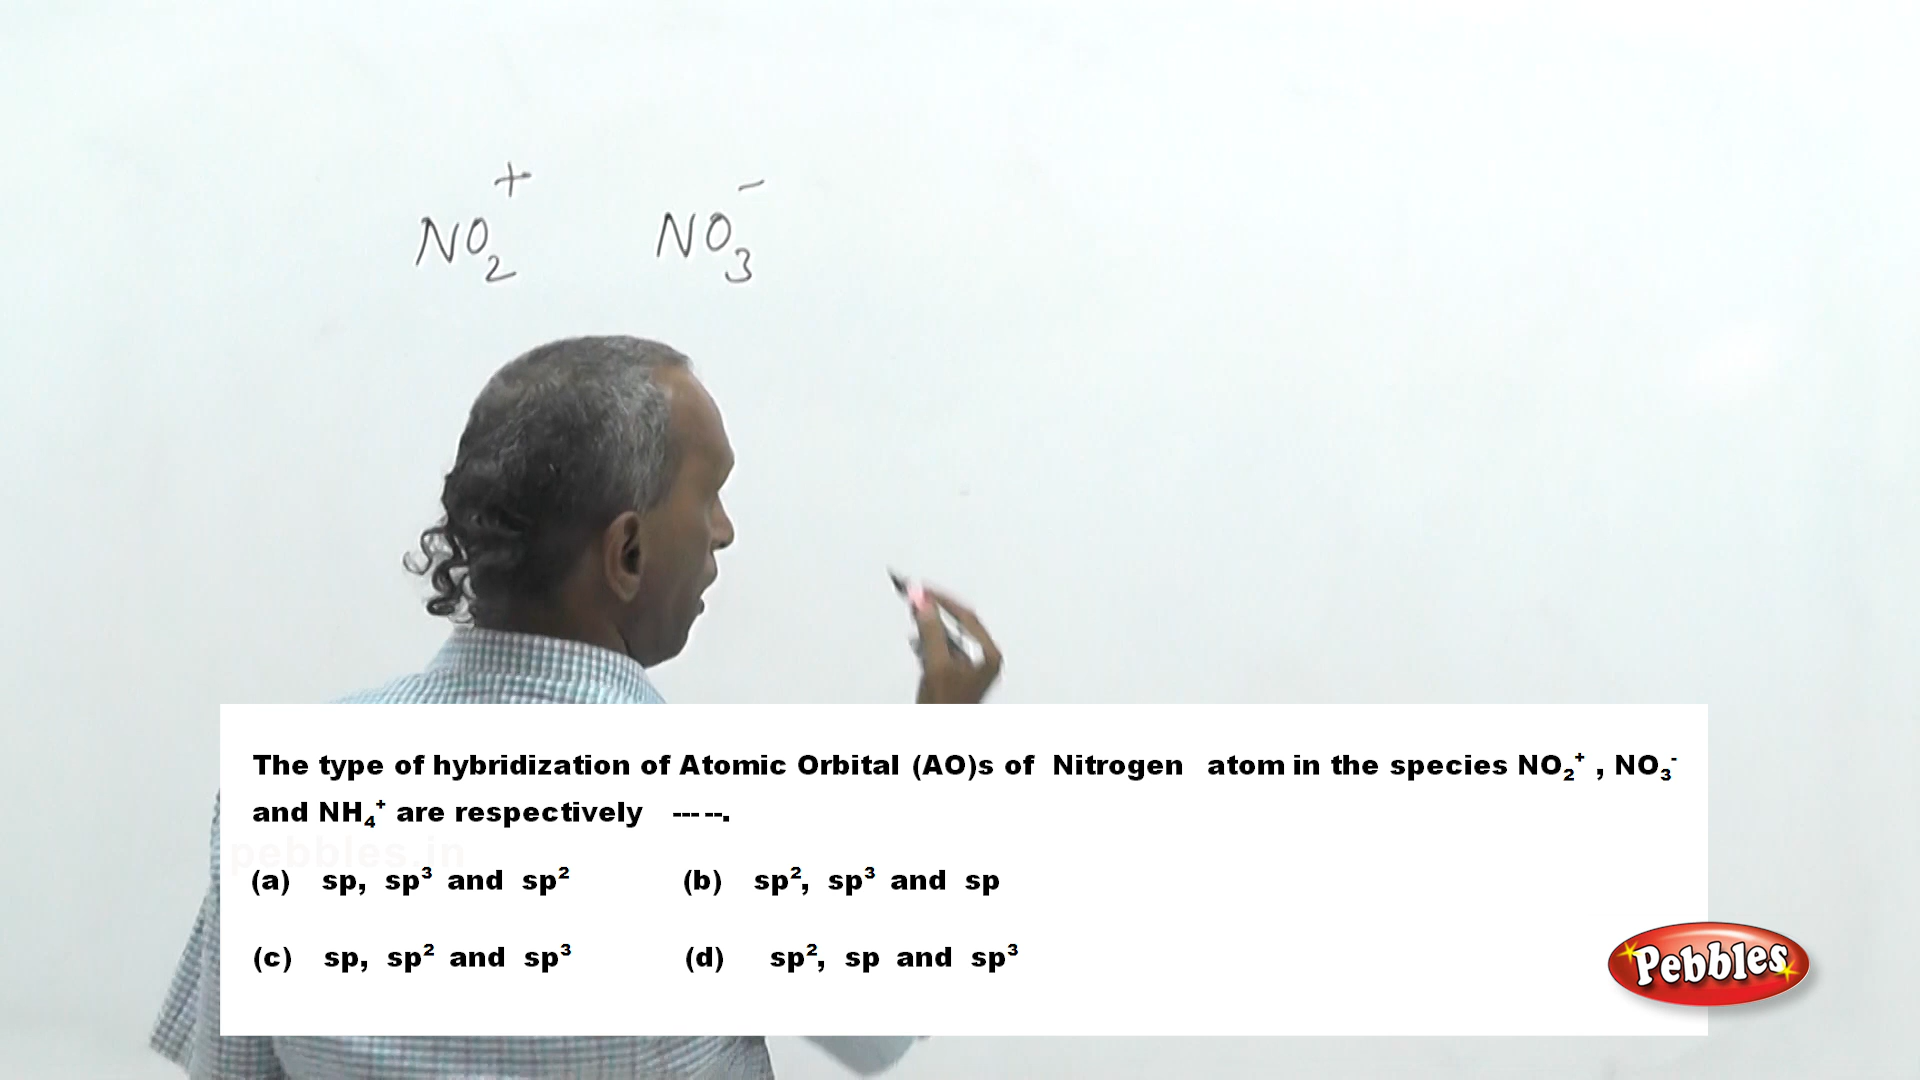 NO₂⁺ NO₃⁻
The type of hybridization of Atomic Orbital (AO)s of Nitrogen atom in the species NO₂⁺ , NO₃⁻
and NH₄⁺ are respectively --- --.
pebbles.in
(a) sp, sp³ and sp² (b) sp², sp³ and sp
(c) sp, sp² and sp³ (d) sp², sp and sp³
Pebbles